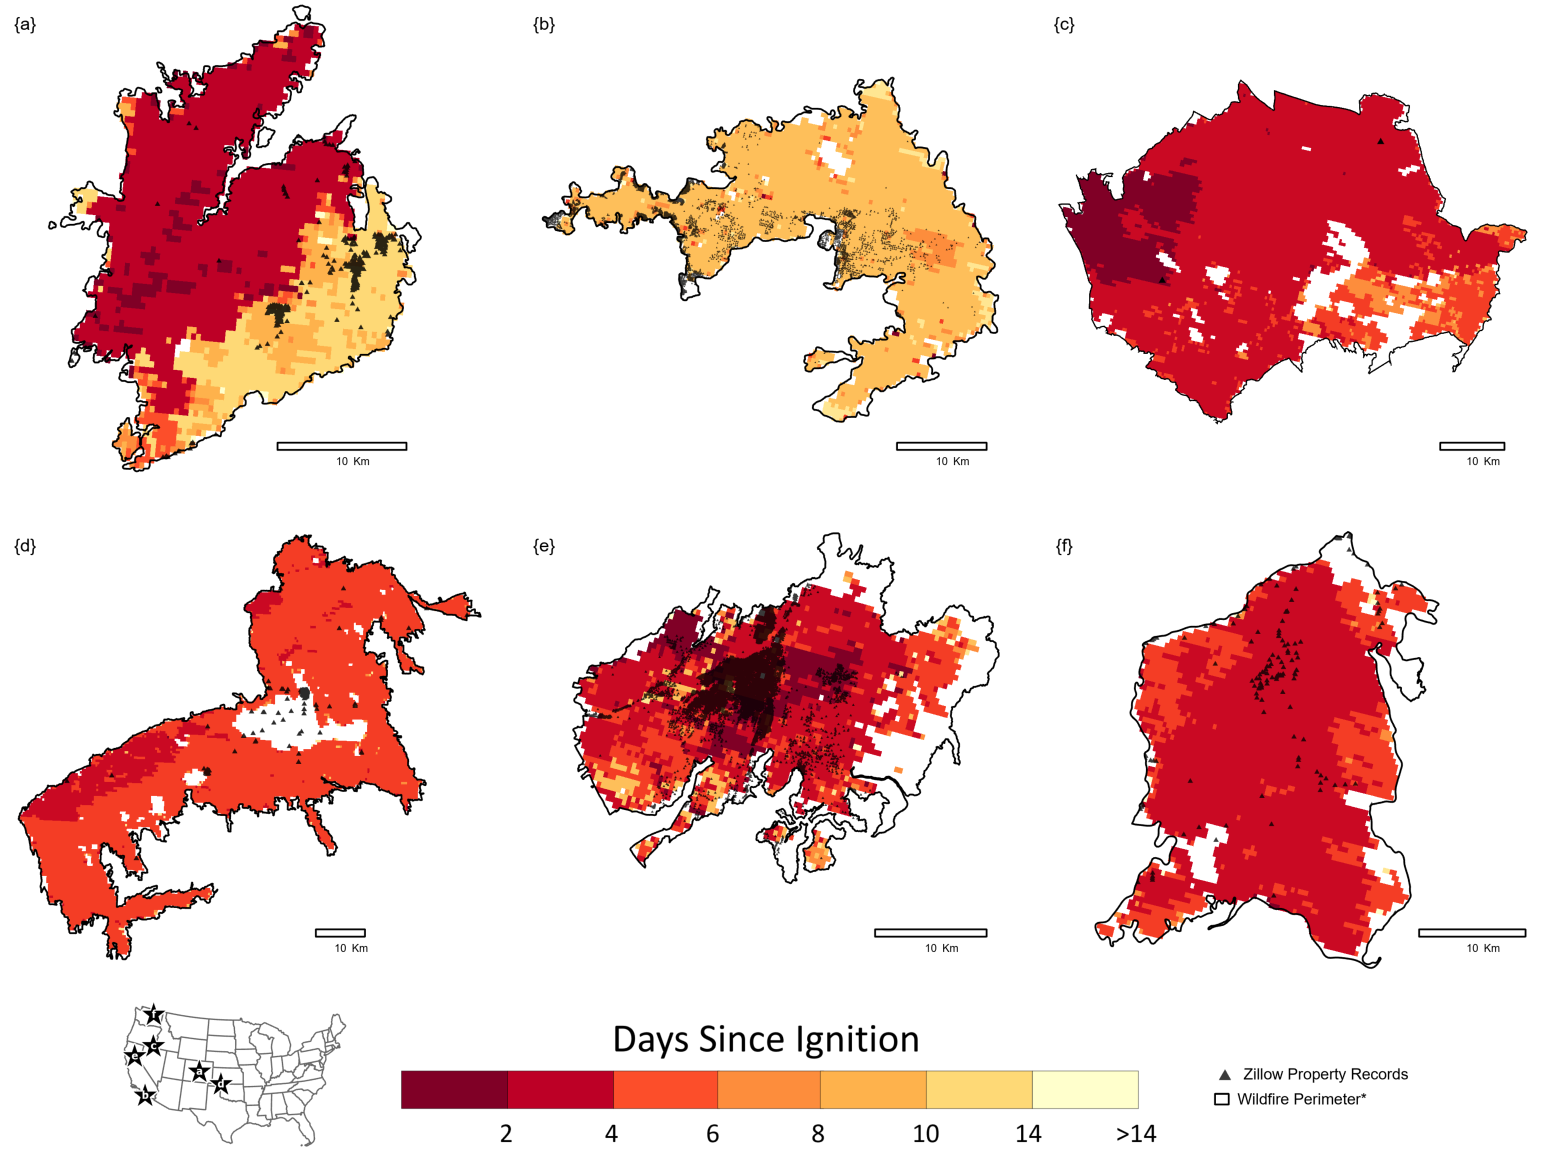 {a}
{b}
{c}
10 Km
10 Km
10 Km
{d}
{e}
{f}
10 Km
10 Km
10 Km
f
c
e
a
d
b
Days Since Ignition
2 4 6 8 10 14 >14
Zillow Property Records
Wildfire Perimeter*